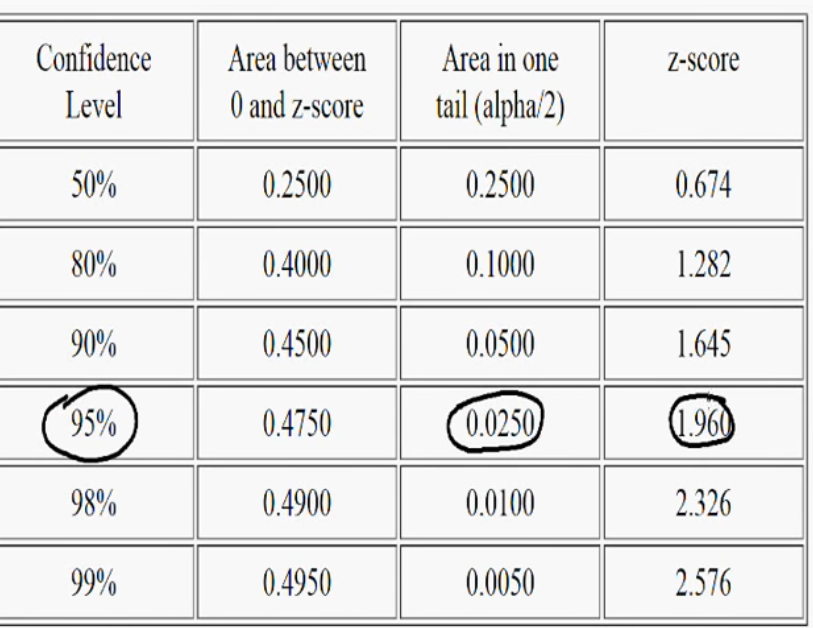 Confidence Level | Area between 0 and z-score | Area in one tail (alpha/2) | z-score
50% | 0.2500 | 0.2500 | 0.674
80% | 0.4000 | 0.1000 | 1.282
90% | 0.4500 | 0.0500 | 1.645
95% | 0.4750 | 0.0250 | 1.960
98% | 0.4900 | 0.0100 | 2.326
99% | 0.4950 | 0.0050 | 2.576